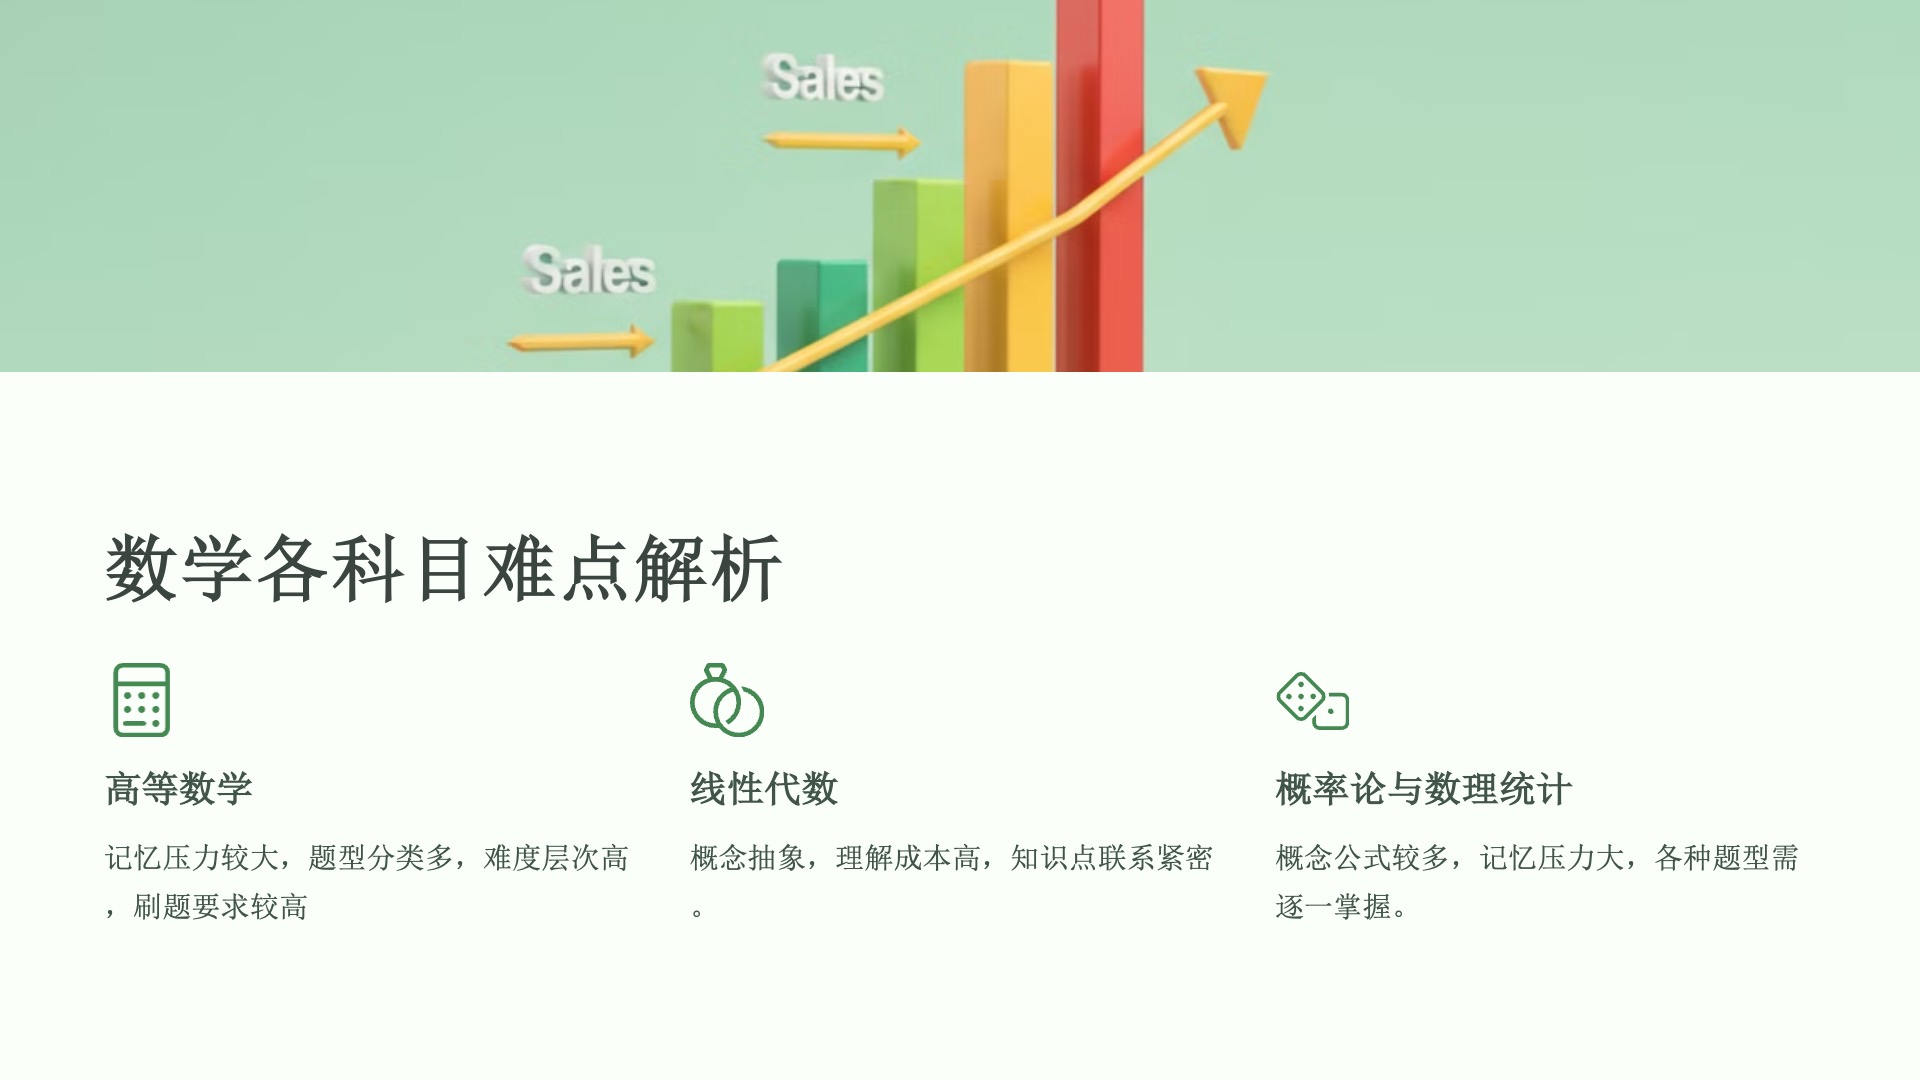 Sales
Sales
数学各科目难点解析
高等数学
记忆压力较大，题型分类多，难度层次高
，刷题要求较高
线性代数
概念抽象，理解成本高，知识点联系紧密
。
概率论与数理统计
概念公式较多，记忆压力大，各种题型需
逐一掌握。